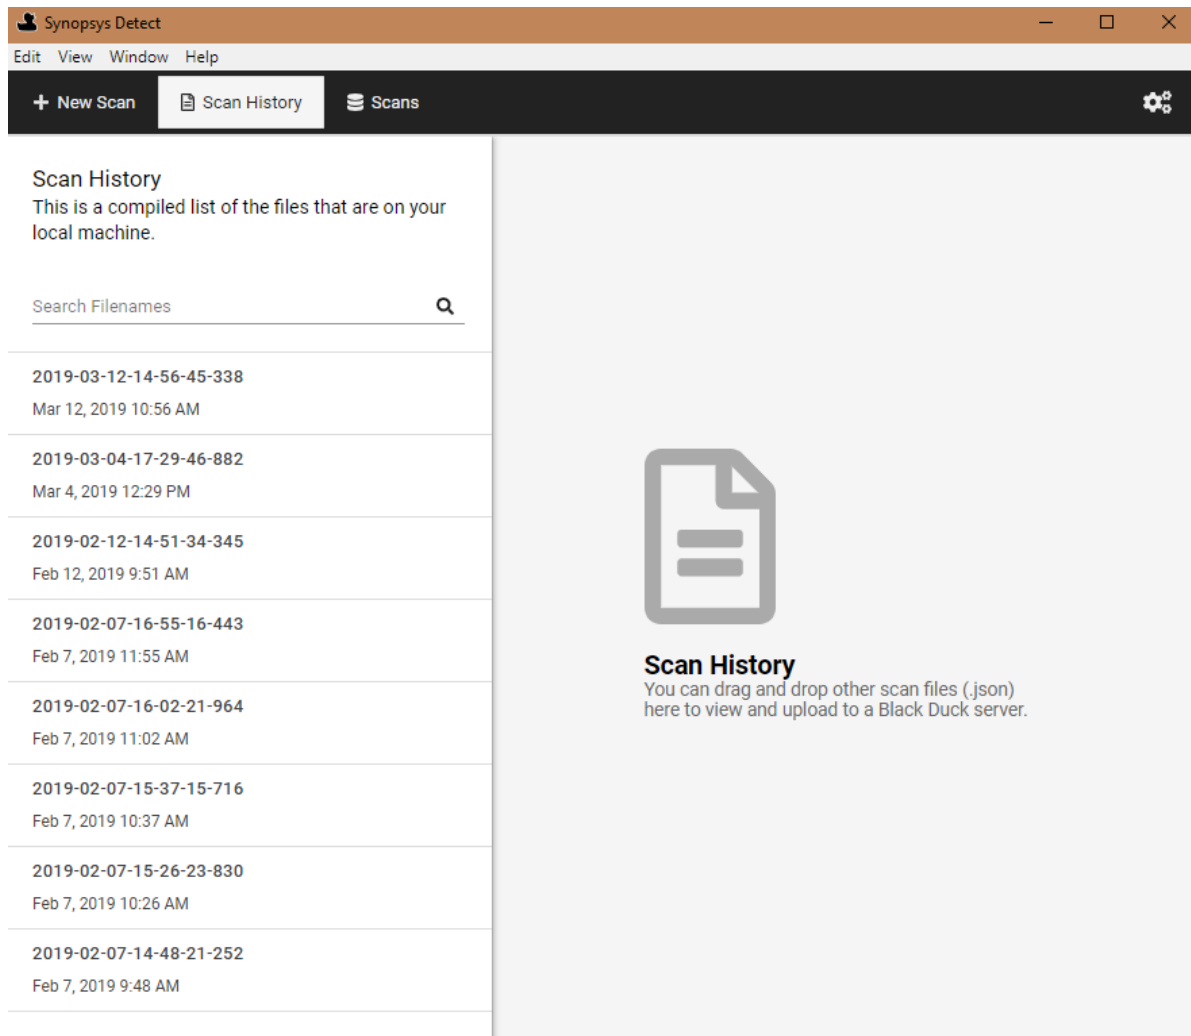 Synopsys Detect
Edit View Window Help
New Scan Scan History Scans
Scan History
This is a compiled list of the files that are on your
local machine.
Search Filenames
2019-03-12-14-56-45-338
Mar 12, 2019 10:56 AM
2019-03-04-17-29-46-882
Mar 4, 2019 12:29 PM
2019-02-12-14-51-34-345
Feb 12, 2019 9:51 AM
2019-02-07-16-55-16-443
Feb 7, 2019 11:55 AM
2019-02-07-16-02-21-964
Feb 7, 2019 11:02 AM
2019-02-07-15-37-15-716
Feb 7, 2019 10:37 AM
2019-02-07-15-26-23-830
Feb 7, 2019 10:26 AM
2019-02-07-14-48-21-252
Feb 7, 2019 9:48 AM
Scan History
You can drag and drop other scan files (.json)
here to view and upload to a Black Duck server.